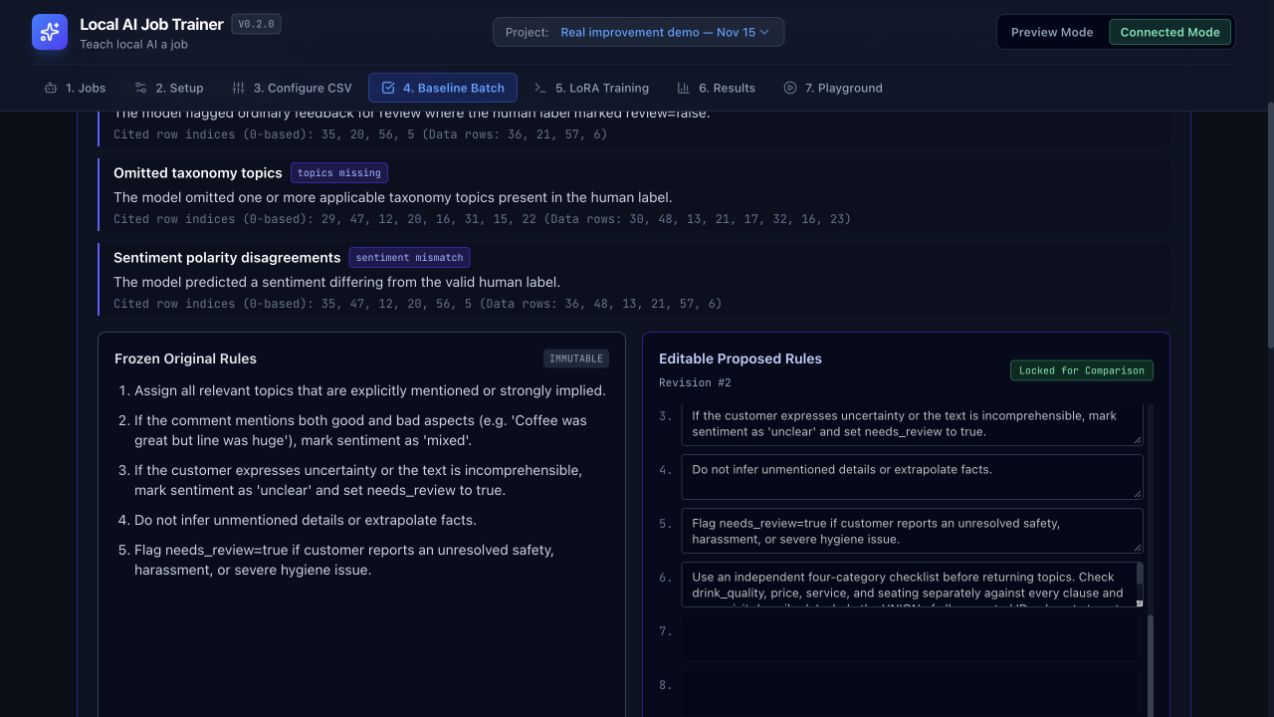 Local AI Job Trainer
V0.2.0
Teach local AI a job
Project: Real improvement demo — Nov 15
Preview Mode
Connected Mode
1. Jobs
2. Setup
3. Configure CSV
4. Baseline Batch
5. LoRA Training
6. Results
7. Playground
The model flagged ordinary feedback for review where the human label marked review=false.
Cited row indices (0-based): 35, 20, 56, 5 (Data rows: 36, 21, 57, 6)
Omitted taxonomy topics
topics missing
The model omitted one or more applicable taxonomy topics present in the human label.
Cited row indices (0-based): 29, 47, 12, 20, 16, 31, 15, 22 (Data rows: 30, 48, 13, 21, 17, 32, 16, 23)
Sentiment polarity disagreements
sentiment mismatch
The model predicted a sentiment differing from the valid human label.
Cited row indices (0-based): 35, 47, 12, 20, 56, 5 (Data rows: 36, 48, 13, 21, 57, 6)
Frozen Original Rules
IMMUTABLE
1. Assign all relevant topics that are explicitly mentioned or strongly implied.
2. If the comment mentions both good and bad aspects (e.g. 'Coffee was
great but line was huge'), mark sentiment as 'mixed'.
3. If the customer expresses uncertainty or the text is incomprehensible,
mark sentiment as 'unclear' and set needs_review to true.
4. Do not infer unmentioned details or extrapolate facts.
5. Flag needs_review=true if customer reports an unresolved safety,
harassment, or severe hygiene issue.
Editable Proposed Rules
Revision #2
Locked for Comparison
3. If the customer expresses uncertainty or the text is incomprehensible, mark
sentiment as 'unclear' and set needs_review to true.
4. Do not infer unmentioned details or extrapolate facts.
5. Flag needs_review=true if customer reports an unresolved safety,
harassment, or severe hygiene issue.
6. Use an independent four-category checklist before returning topics. Check
drink_quality, price, service, and seating separately against every clause and
7.
8.